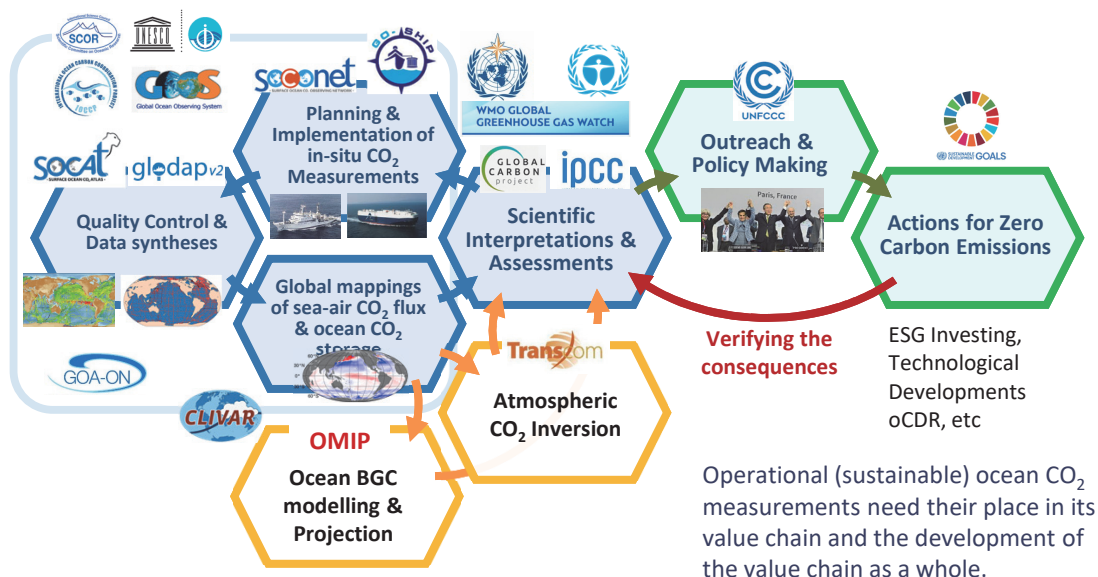 SCOR
UNESCO
GO-SHIP
INTERNATIONAL OCEAN CARBON COORDINATION PROJECT
IOCCP
GOOS
Global Ocean Observing System
SOCONET
SURFACE OCEAN CO₂ OBSERVING NETWORK
WMO GLOBAL
GREENHOUSE GAS WATCH
UNFCCC
SUSTAINABLE
DEVELOPMENT
GOALS
SOCAT
SURFACE OCEAN CO₂ ATLAS
glodapv2
Planning &
Implementation of
in-situ CO₂
Measurements
GLOBAL
CARBON
project
ipcc
Outreach &
Policy Making
Paris, France
Quality Control &
Data syntheses
Scientific
Interpretations &
Assessments
Actions for Zero
Carbon Emissions
Global mappings
of sea-air CO₂ flux
& ocean CO₂
storage
GOA-ON
CLIVAR
Transcom
Verifying the
consequences
ESG Investing,
Technological
Developments
oCDR, etc
Atmospheric
CO₂ Inversion
OMIP
Ocean BGC
modelling &
Projection
Operational (sustainable) ocean CO₂
measurements need their place in its
value chain and the development of
the value chain as a whole.